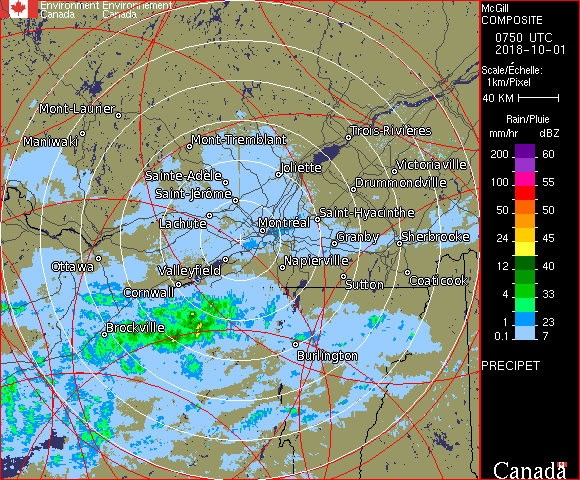 Environment Environnement
Canada Canada
McGill
COMPOSITE
0750 UTC
2018-10-01
Scale/Échelle:
1km/Pixel
40 KM
Rain/Pluie
mm/hr dBZ
200 60
100 55
50 50
24 45
12 40
4 33
1 23
0.1 7
PRECIPET
Canada
Mont-Laurier
Maniwaki
Mont-Tremblant
Trois-Rivières
Sainte-Adèle
Joliette
Victoriaville
Saint-Jérôme
Drummondville
Lachute
Montréal
Saint-Hyacinthe
Granby
Sherbrooke
Ottawa
Valleyfield
Napierville
Cornwall
Sutton
Coaticook
Brockville
Burlington